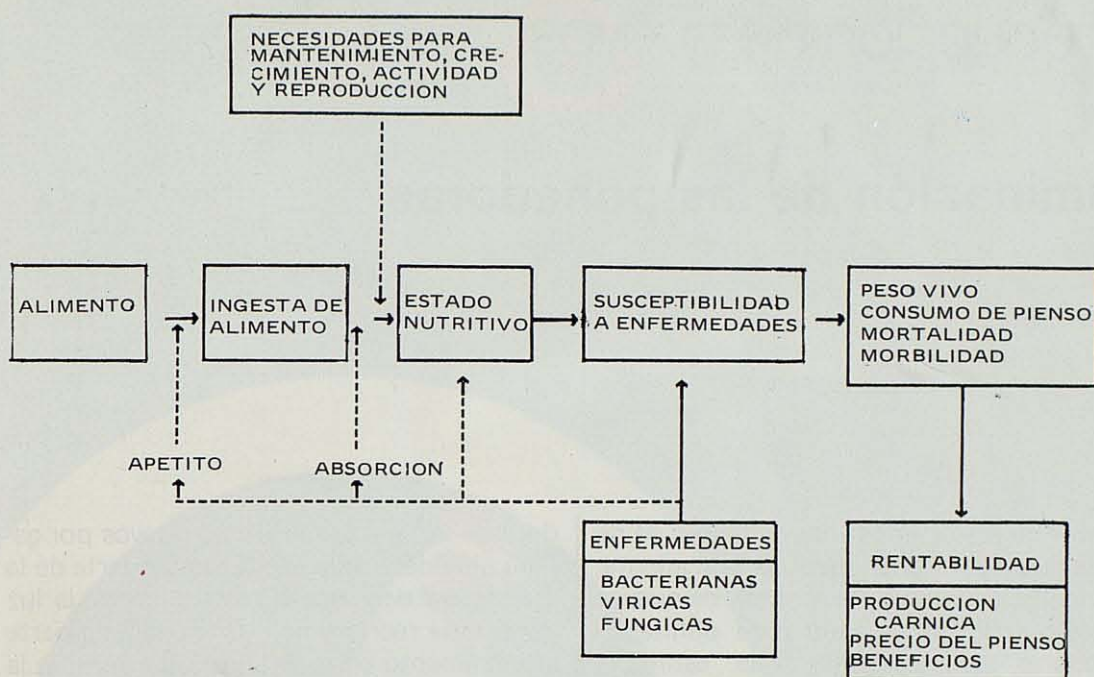 NECESIDADES PARA
MANTENIMIENTO, CRE-
CIMIENTO, ACTIVIDAD
Y REPRODUCCION
ALIMENTO
INGESTA DE
ALIMENTO
ESTADO
NUTRITIVO
SUSCEPTIBILIDAD
A ENFERMEDADES
PESO VIVO
CONSUMO DE PIENSO
MORTALIDAD
MORBILIDAD
APETITO
ABSORCION
ENFERMEDADES
BACTERIANAS
VIRICAS
FUNGICAS
RENTABILIDAD
PRODUCCION
CARNICA
PRECIO DEL PIENSO
BENEFICIOS